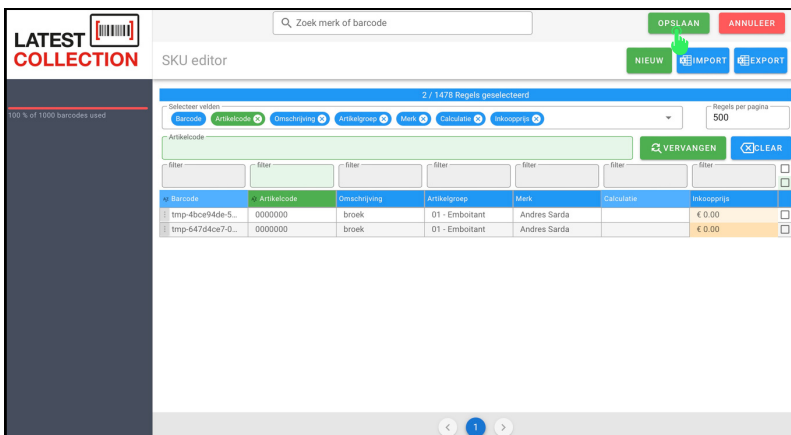 LATEST
COLLECTION
Zoek merk of barcode
OPSLAAN
ANNULEER
SKU editor
NIEUW
IMPORT
EXPORT
100 % of 1000 barcodes used
2 / 1478 Regels geselecteerd
Selecteer velden
Barcode Artikelcode Omschrijving Artikelgroep Merk Calculatie Inkoopprijs
Regels per pagina
500
Artikelcode
VERVANGEN
CLEAR
filter filter filter filter filter filter filter
Barcode Artikelcode Omschrijving Artikelgroep Merk Calculatie Inkoopprijs
tmp-4bce94de-5... 0000000 broek 01 - Emboitant Andres Sarda € 0.00
tmp-647d4ce7-0... 0000000 broek 01 - Emboitant Andres Sarda € 0.00
1